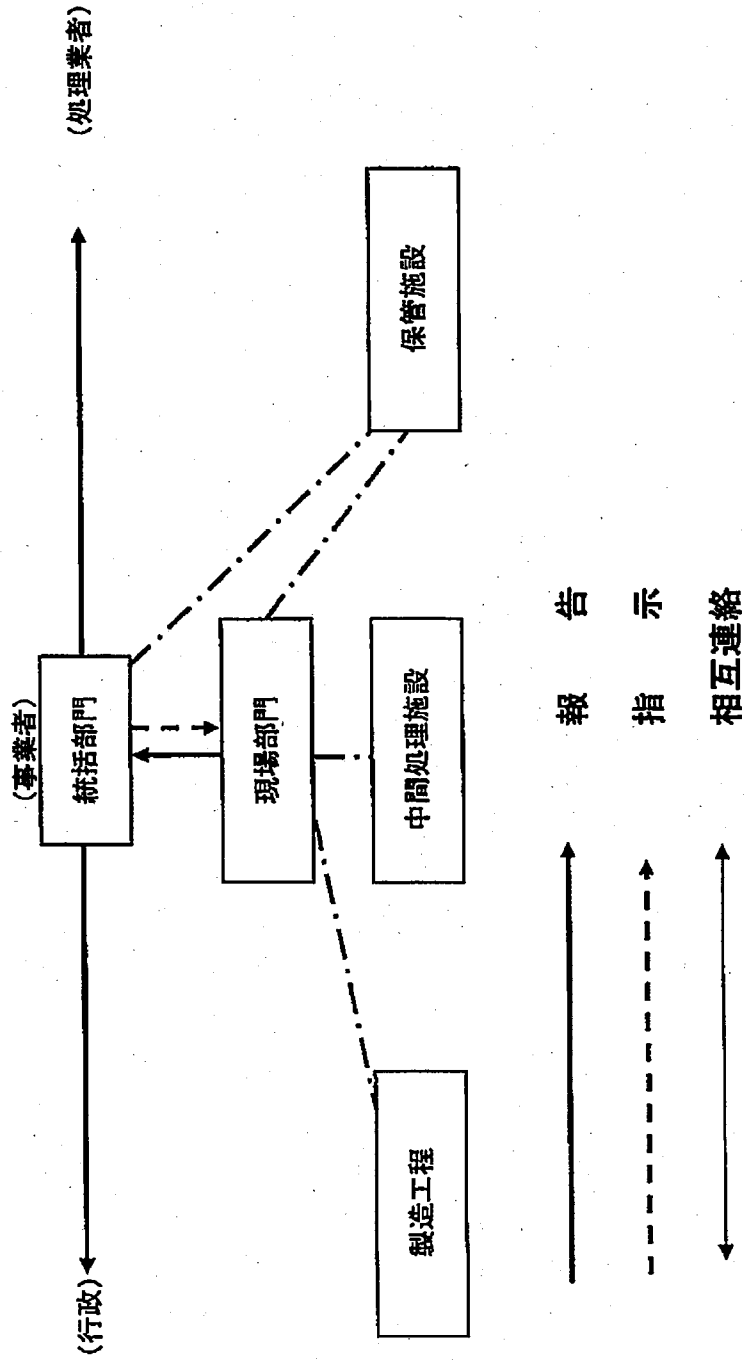 (事業者)
(行政)
統括部門
(処理業者)
現場部門
製造工程
中間処理施設
保管施設
報 告
指 示
相互連絡